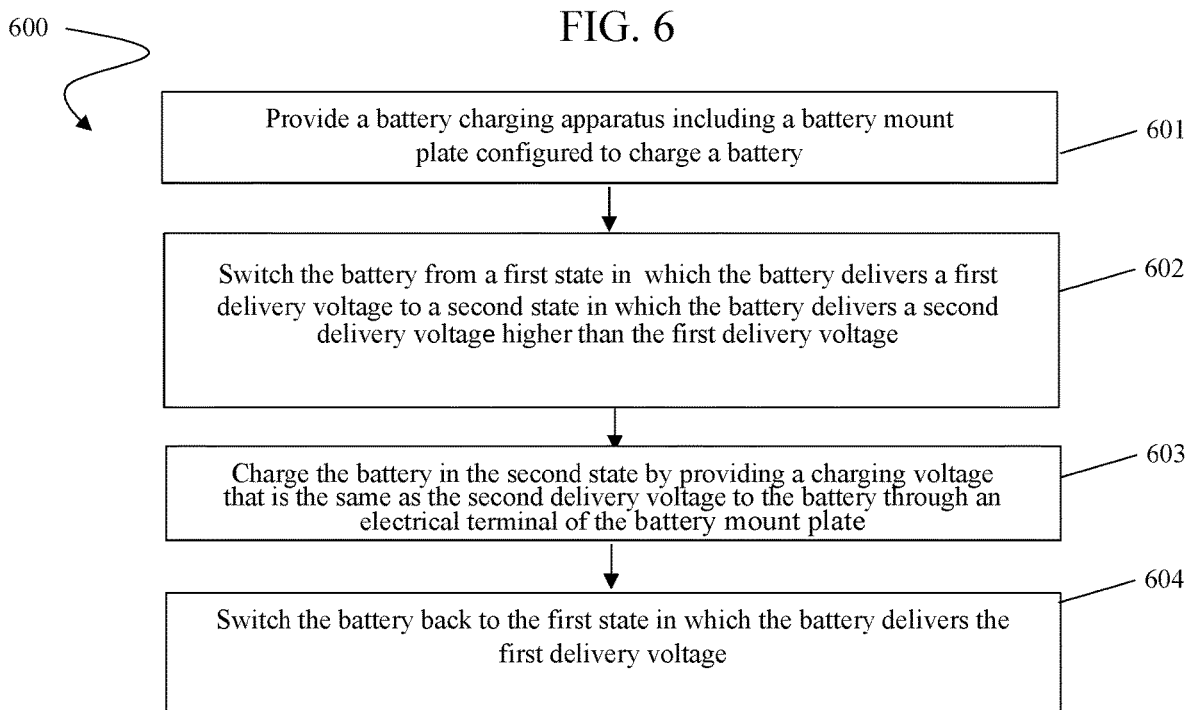 FIG. 6
600
Provide a battery charging apparatus including a battery mount
plate configured to charge a battery
601
Switch the battery from a first state in which the battery delivers a first
delivery voltage to a second state in which the battery delivers a second
delivery voltage higher than the first delivery voltage
602
Charge the battery in the second state by providing a charging voltage
that is the same as the second delivery voltage to the battery through an
electrical terminal of the battery mount plate
603
Switch the battery back to the first state in which the battery delivers the
first delivery voltage
604